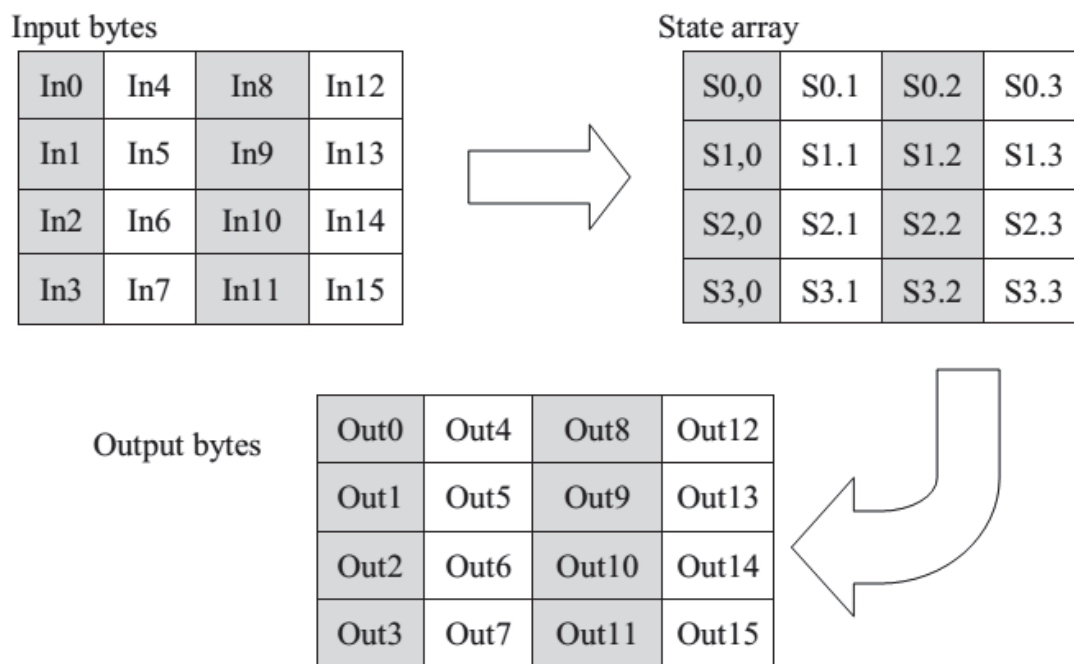 Input bytes
In0 In4 In8 In12
In1 In5 In9 In13
In2 In6 In10 In14
In3 In7 In11 In15
State array
S0,0 S0.1 S0.2 S0.3
S1,0 S1.1 S1.2 S1.3
S2,0 S2.1 S2.2 S2.3
S3,0 S3.1 S3.2 S3.3
Output bytes
Out0 Out4 Out8 Out12
Out1 Out5 Out9 Out13
Out2 Out6 Out10 Out14
Out3 Out7 Out11 Out15